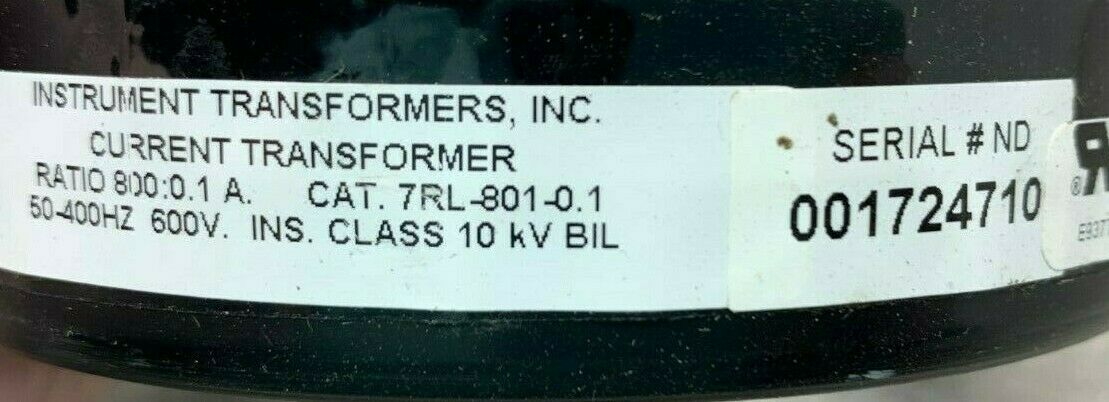 INSTRUMENT TRANSFORMERS, INC.
CURRENT TRANSFORMER
RATIO 800:0.1 A. CAT. 7RL-801-0.1
50-400HZ 600V. INS. CLASS 10 kV BIL
SERIAL # ND
001724710
®